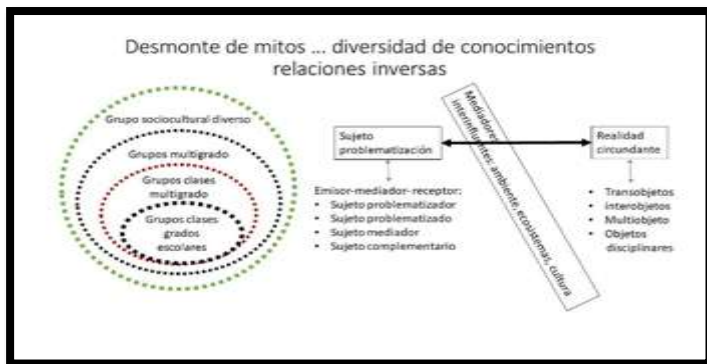 Desmonte de mitos ... diversidad de conocimientos
relaciones inversas
Grupo sociocultural diverso
Grupos multigrado
Grupos clases
multigrado
Grupos clases
grados
escolares
Sujeto
problematización
Emisor-mediador- receptor:
• Sujeto problematizador
• Sujeto problematizado
• Sujeto mediador
• Sujeto complementario
Mediadores
interinfluentes: ambiente, ecosistemas, cultura
Realidad
circundante
• Transobjetos
• interobjetos
• Multiobjeto
• Objetos
disciplinares